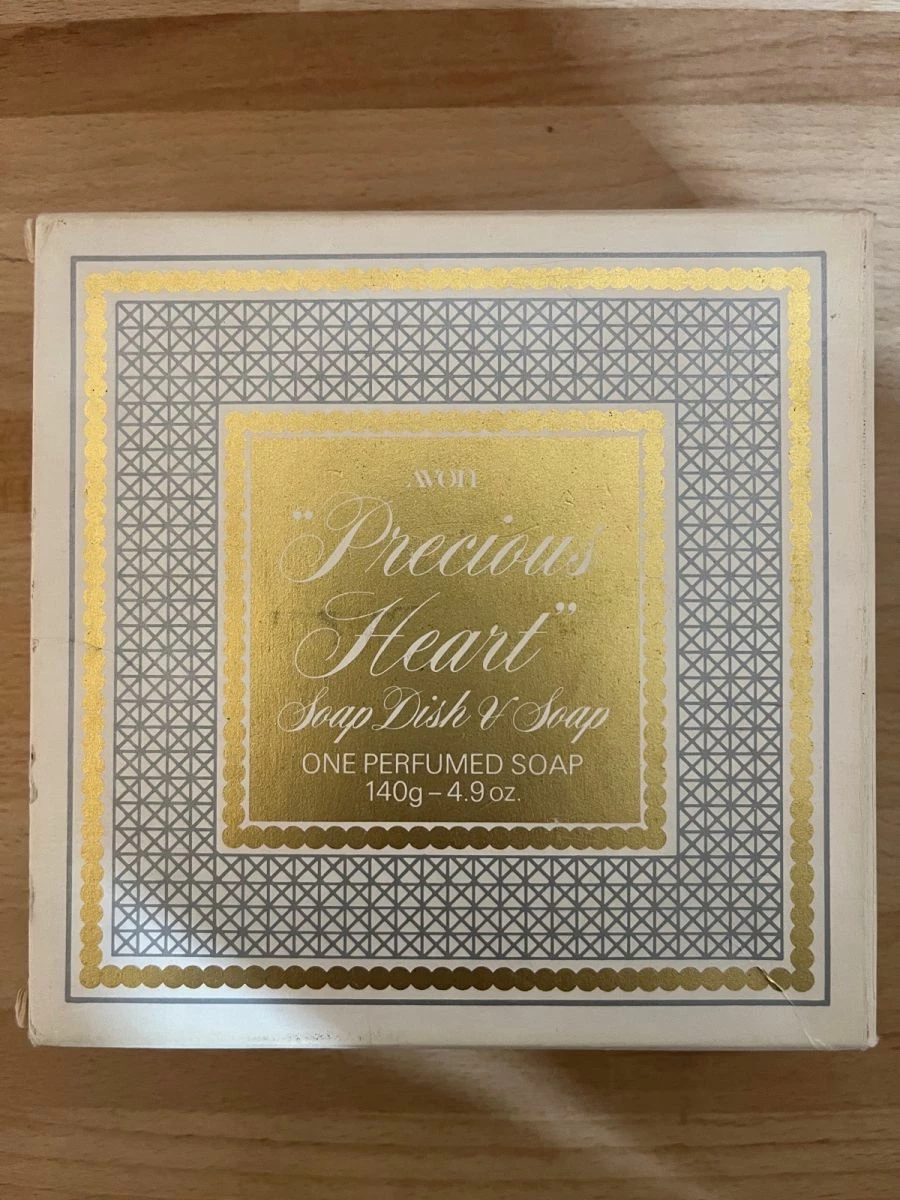 AVON
"Precious
Heart"
Soap Dish & Soap
ONE PERFUMED SOAP
140g – 4.9 oz.